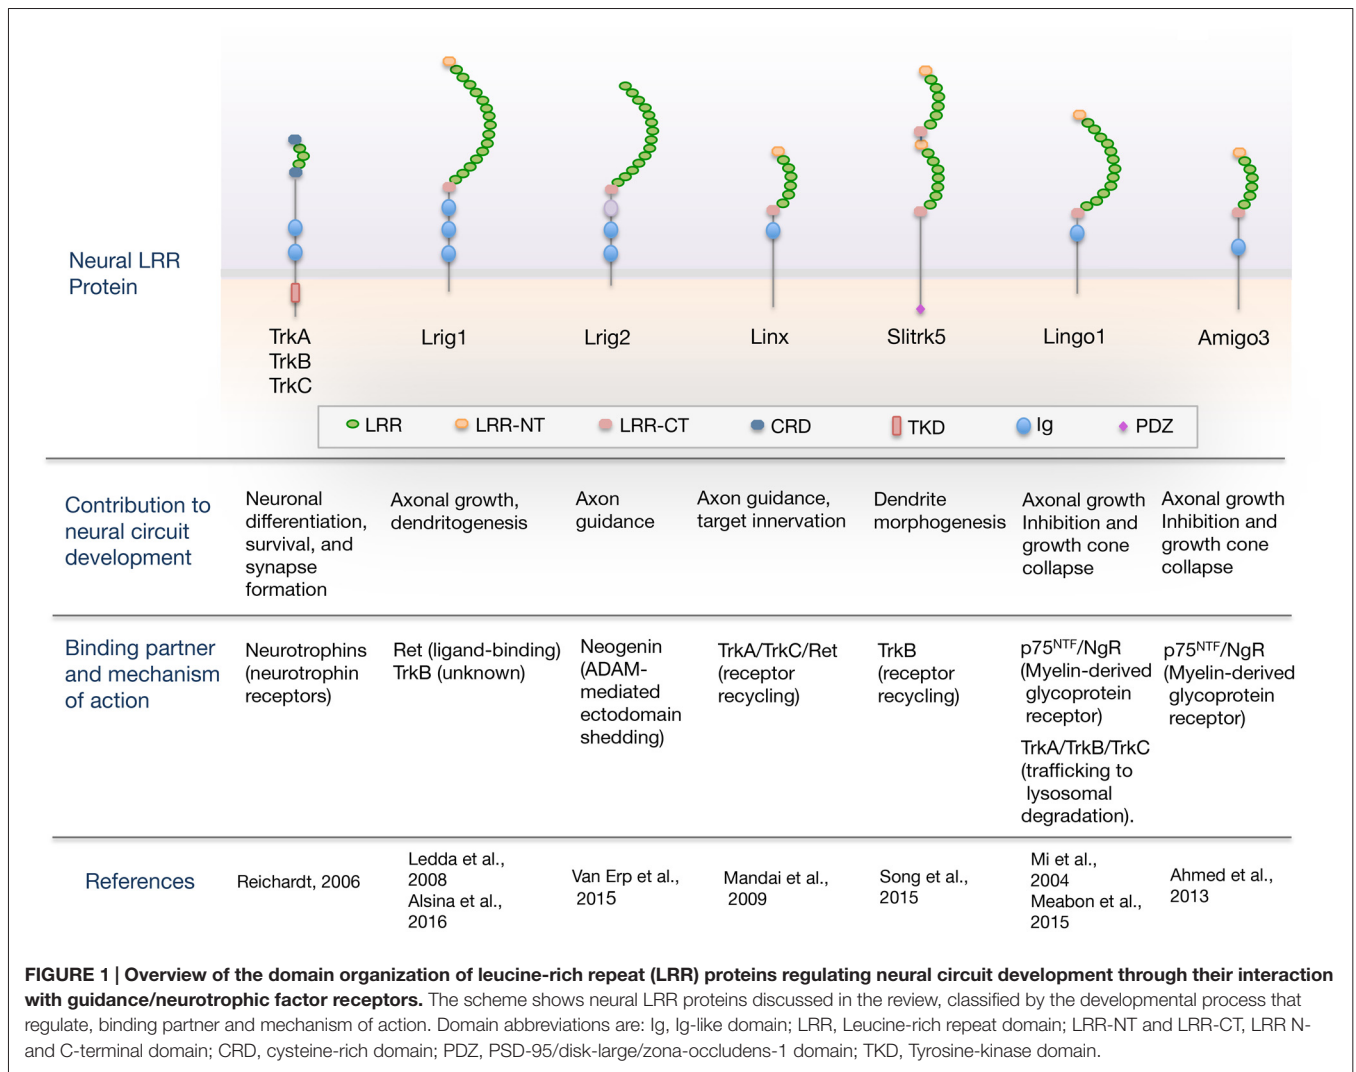 Neural LRR
Protein
TrkA
TrkB
TrkC
Lrig1
Lrig2
Linx
Slitrk5
Lingo1
Amigo3
LRR
LRR-NT
LRR-CT
CRD
TKD
Ig
PDZ
Contribution to
neural circuit
development
Neuronal
differentiation,
survival, and
synapse
formation
Axonal growth,
dendritogenesis
Axon
guidance
Axon guidance,
target innervation
Dendrite
morphogenesis
Axonal growth
Inhibition and
growth cone
collapse
Axonal growth
Inhibition and
growth cone
collapse
Binding partner
and mechanism
of action
Neurotrophins
(neurotrophin
receptors)
Ret (ligand-binding)
TrkB (unknown)
Neogenin
(ADAM-
mediated
ectodomain
shedding)
TrkA/TrkC/Ret
(receptor
recycling)
TrkB
(receptor
recycling)
p75NTF/NgR
(Myelin-derived
glycoprotein
receptor)
TrkA/TrkB/TrkC
(trafficking to
lysosomal
degradation).
p75NTF/NgR
(Myelin-derived
glycoprotein
receptor)
References
Reichardt, 2006
Ledda et al.,
2008
Alsina et al.,
2016
Van Erp et al.,
2015
Mandai et al.,
2009
Song et al.,
2015
Mi et al.,
2004
Meabon et al.,
2015
Ahmed et al.,
2013
FIGURE 1 | Overview of the domain organization of leucine-rich repeat (LRR) proteins regulating neural circuit development through their interaction
with guidance/neurotrophic factor receptors. The scheme shows neural LRR proteins discussed in the review, classified by the developmental process that
regulate, binding partner and mechanism of action. Domain abbreviations are: Ig, Ig-like domain; LRR, Leucine-rich repeat domain; LRR-NT and LRR-CT, LRR N-
and C-terminal domain; CRD, cysteine-rich domain; PDZ, PSD-95/disk-large/zona-occludens-1 domain; TKD, Tyrosine-kinase domain.